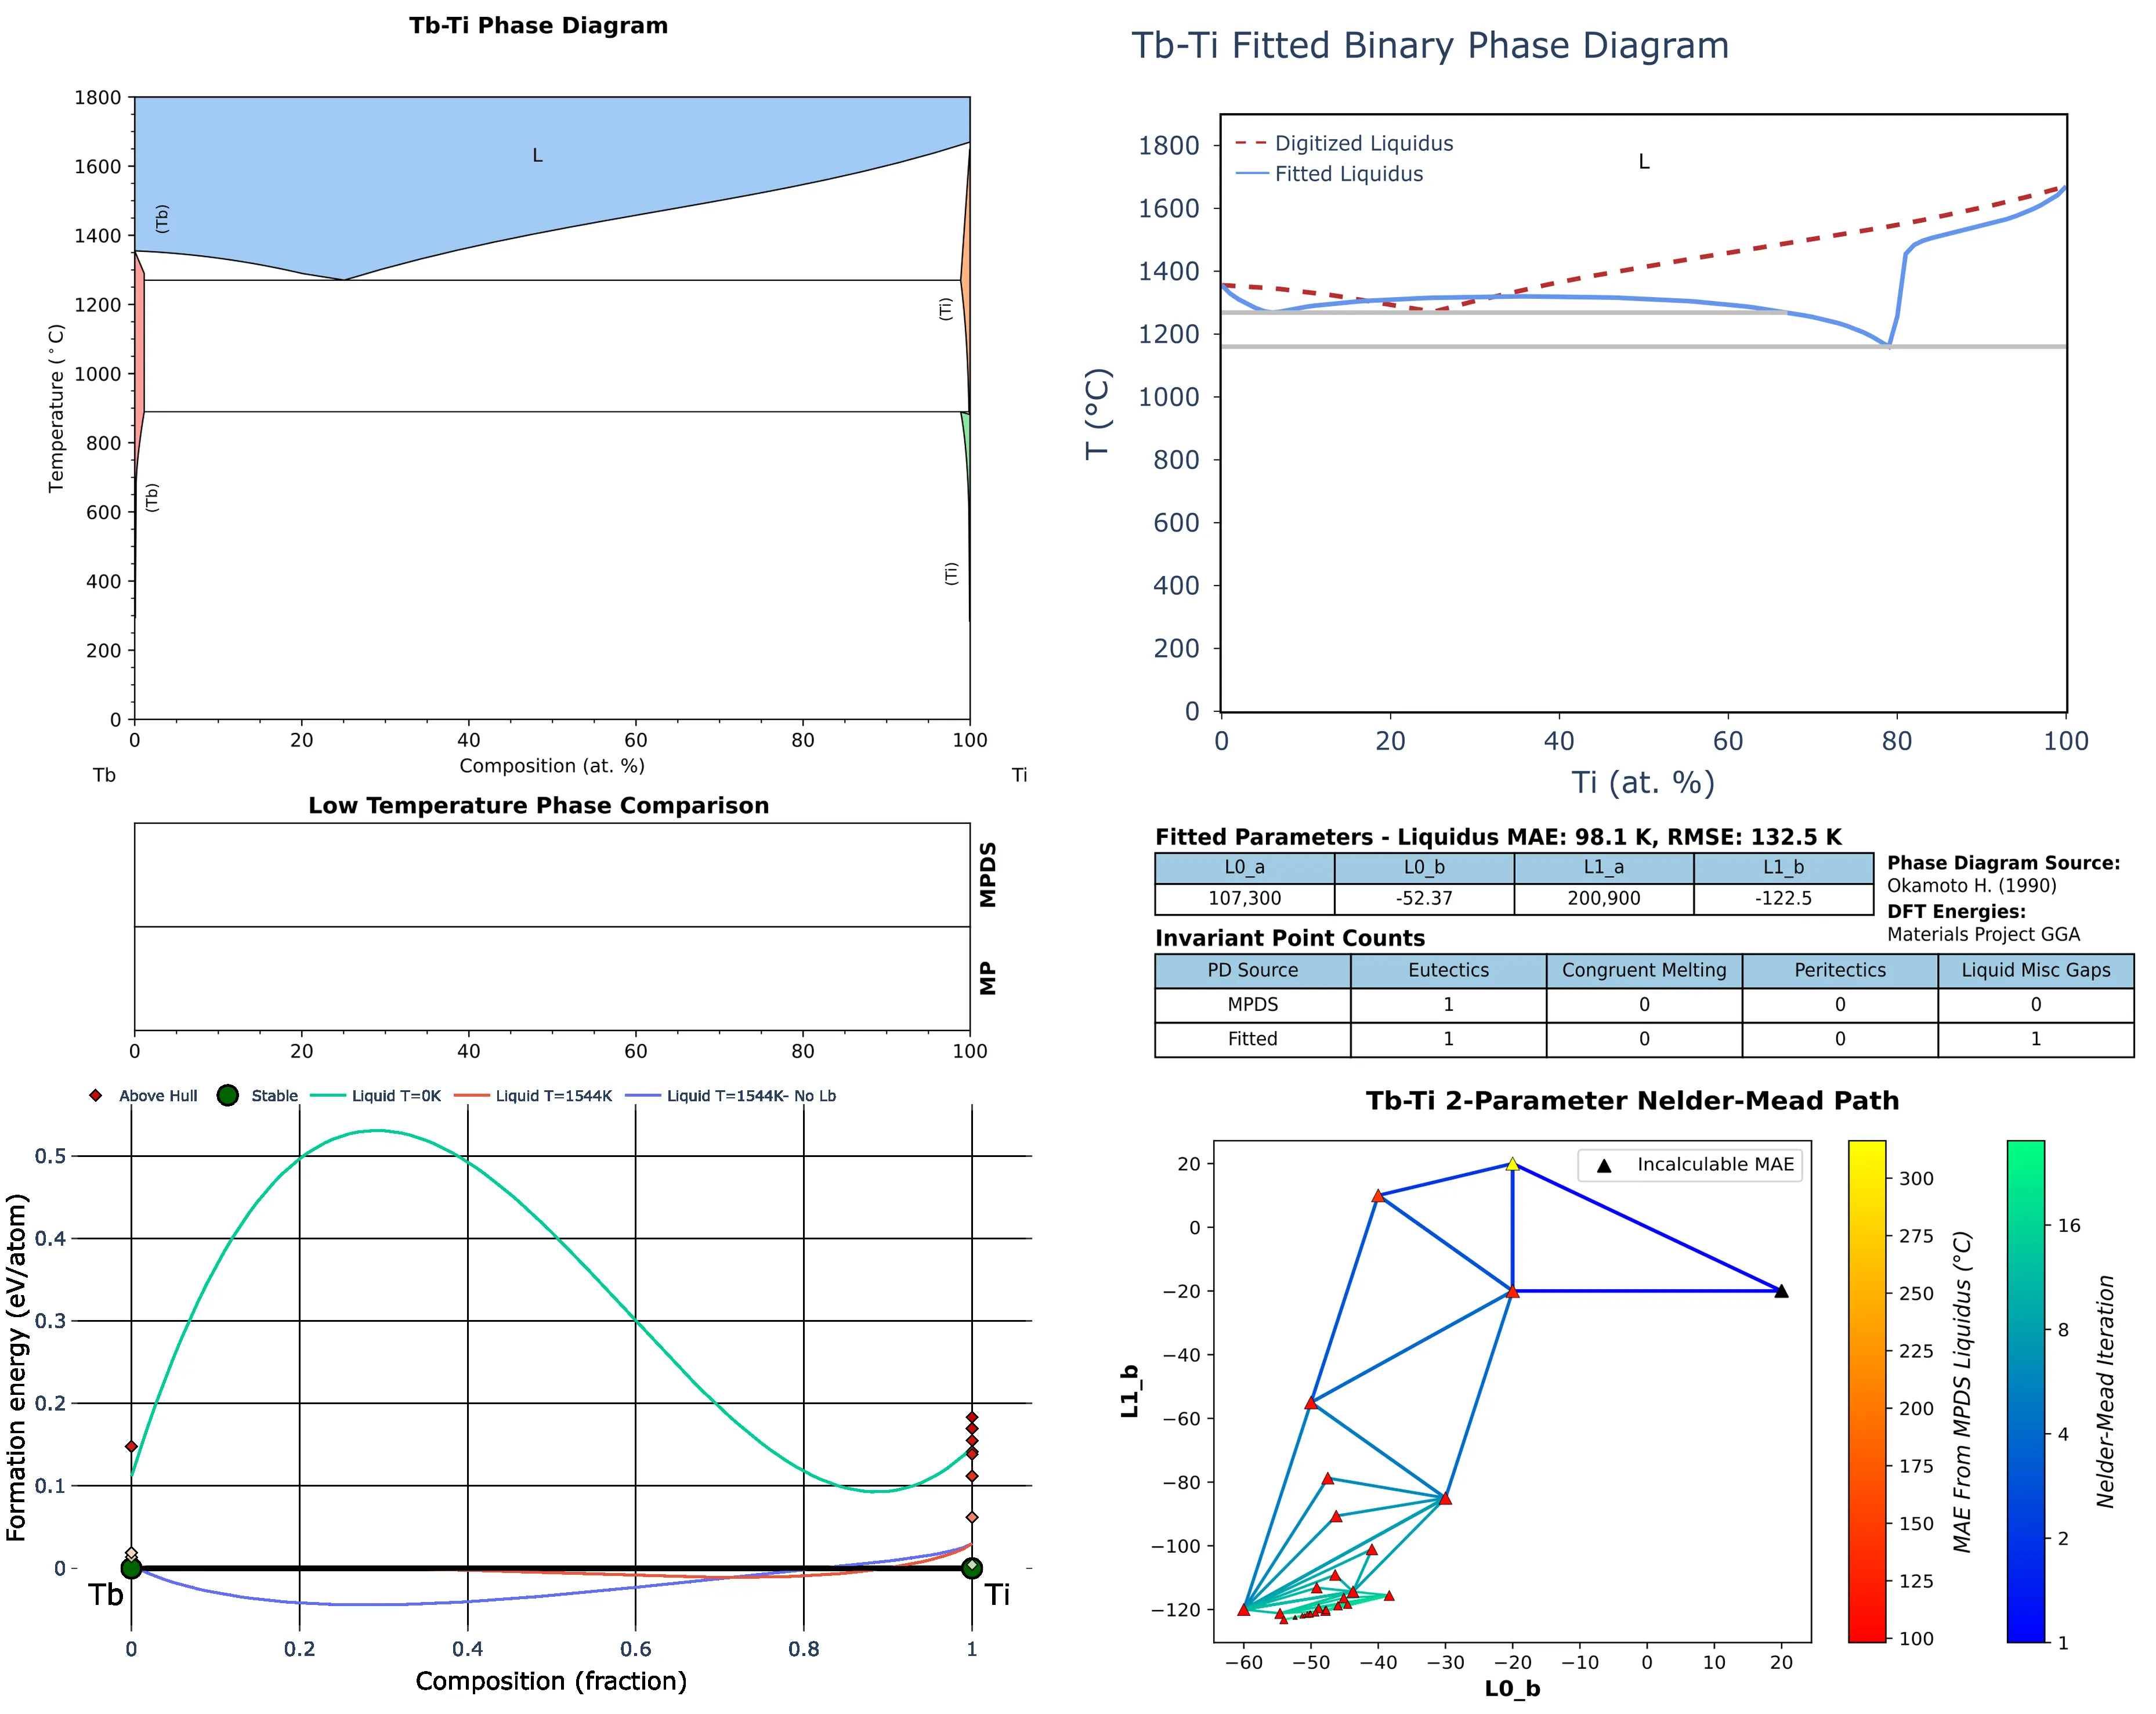 Tb-Ti Phase Diagram
1800
1600
1400
1200
1000
800
600
400
200
0
Temperature (°C)
L
(Tb)
(Tb)
(Ti)
(Ti)
0 20 40 60 80 100
Composition (at. %)
Tb Ti
Tb-Ti Fitted Binary Phase Diagram
Digitized Liquidus
Fitted Liquidus
L
1800
1600
1400
1200
1000
800
600
400
200
0
T (°C)
0 20 40 60 80 100
Ti (at. %)
Low Temperature Phase Comparison
MPDS
MP
0 20 40 60 80 100
Fitted Parameters - Liquidus MAE: 98.1 K, RMSE: 132.5 K
L0_a L0_b L1_a L1_b
107,300 -52.37 200,900 -122.5
Phase Diagram Source:
Okamoto H. (1990)
DFT Energies:
Materials Project GGA
Invariant Point Counts
PD Source Eutectics Congruent Melting Peritectics Liquid Misc Gaps
MPDS 1 0 0 0
Fitted 1 0 0 1
Above Hull Stable Liquid T=0K Liquid T=1544K Liquid T=1544K- No Lb
0.5
0.4
0.3
0.2
0.1
0
Formation energy (eV/atom)
Tb Ti
0 0.2 0.4 0.6 0.8 1
Composition (fraction)
Tb-Ti 2-Parameter Nelder-Mead Path
Incalculable MAE
20
0
−20
−40
−60
−80
−100
−120
L1_b
−60 −50 −40 −30 −20 −10 0 10 20
L0_b
300
275
250
225
200
175
150
125
100
MAE From MPDS Liquidus (°C)
16
8
4
2
1
Nelder-Mead Iteration